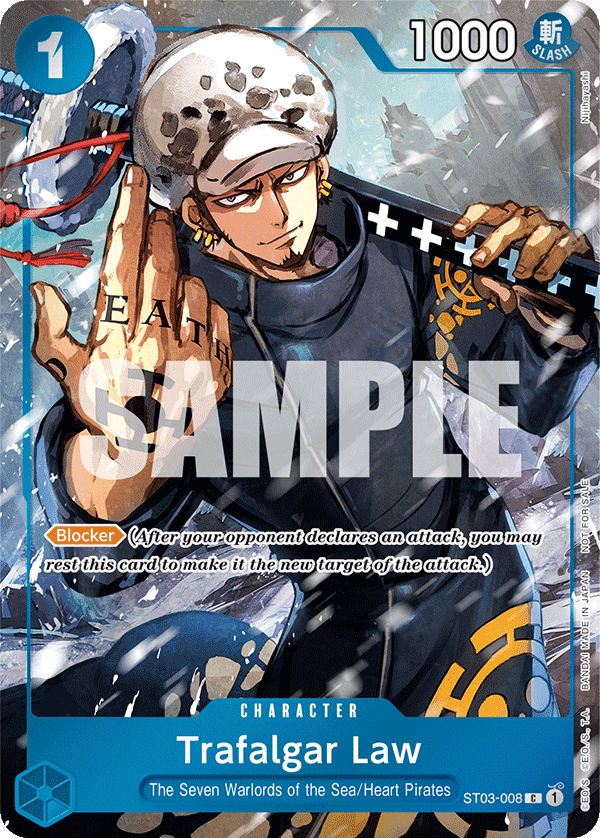 1
1000
斬
SLASH
Nijihayashi
EATH
SAMPLE
Blocker (After your opponent declares an attack, you may
rest this card to make it the new target of the attack.)
©E.O/S ©E.O./S., T.A. BANDAI MADE IN JAPAN NOT FOR SALE
CHARACTER
Trafalgar Law
The Seven Warlords of the Sea/Heart Pirates
ST03-008 C 1